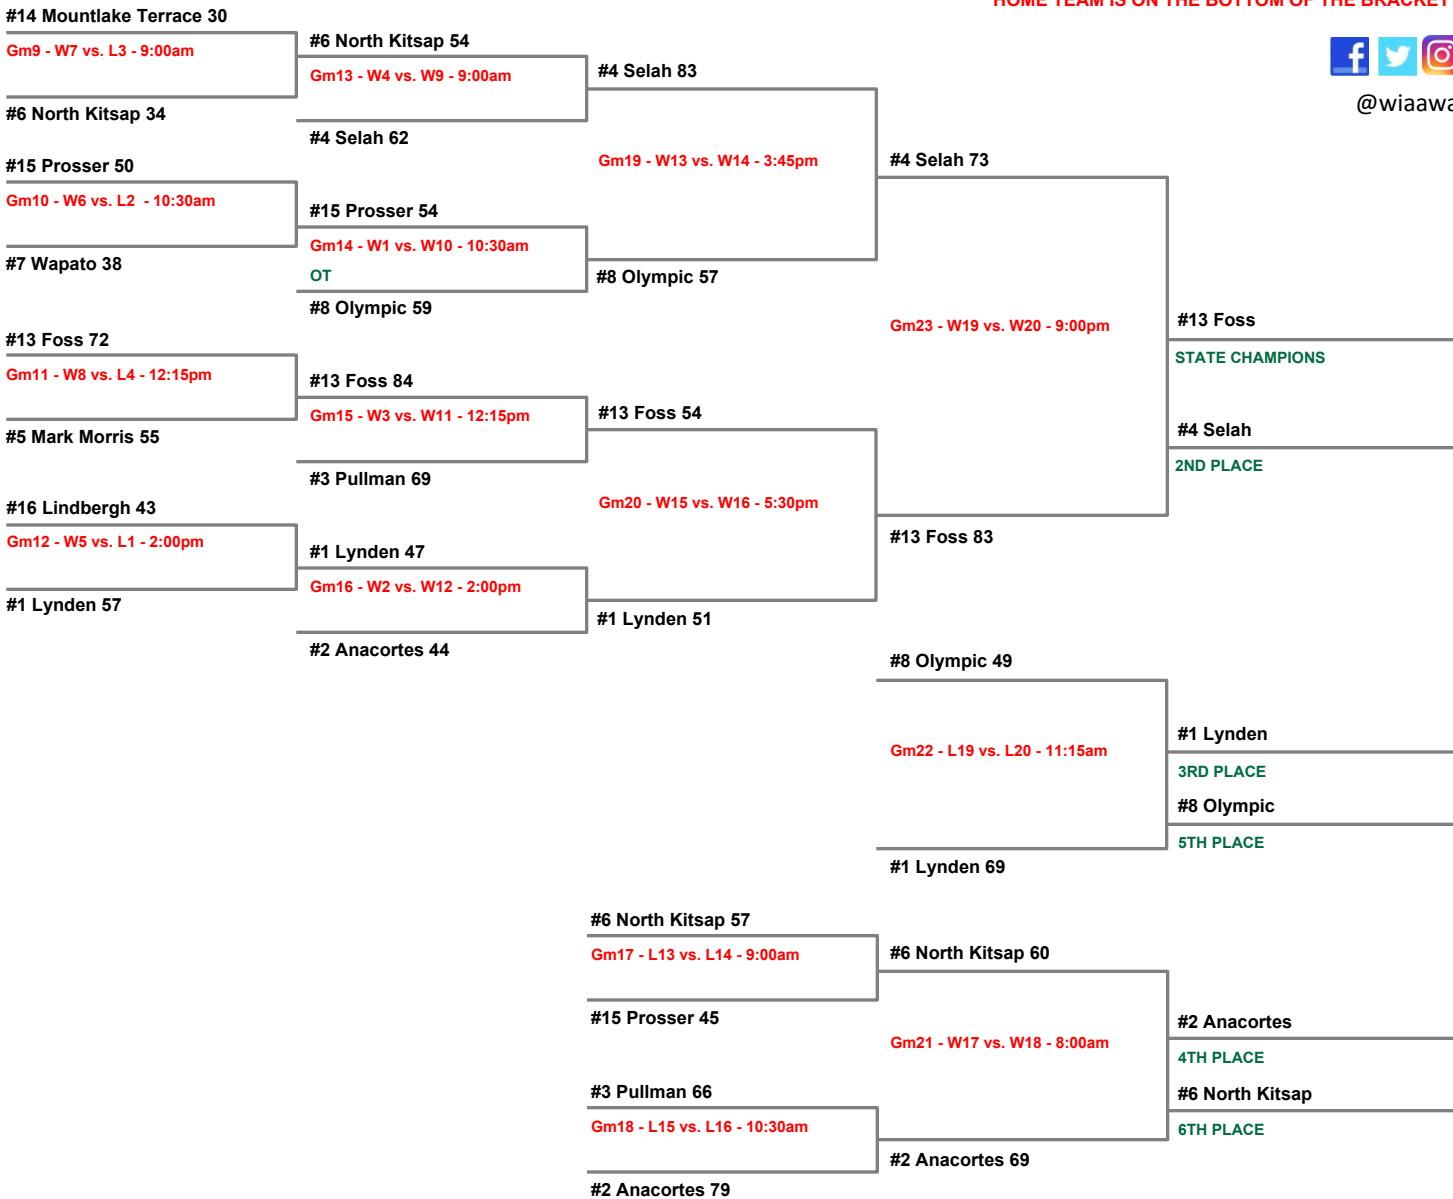 HOME TEAM IS ON THE BOTTOM OF THE BRACKET
@wiaawa
#14 Mountlake Terrace 30
Gm9 - W7 vs. L3 - 9:00am
#6 North Kitsap 34
#15 Prosser 50
Gm10 - W6 vs. L2 - 10:30am
#7 Wapato 38
#13 Foss 72
Gm11 - W8 vs. L4 - 12:15pm
#5 Mark Morris 55
#16 Lindbergh 43
Gm12 - W5 vs. L1 - 2:00pm
#1 Lynden 57
#6 North Kitsap 54
Gm13 - W4 vs. W9 - 9:00am
#4 Selah 62
#15 Prosser 54
Gm14 - W1 vs. W10 - 10:30am
OT
#8 Olympic 59
#13 Foss 84
Gm15 - W3 vs. W11 - 12:15pm
#3 Pullman 69
#1 Lynden 47
Gm16 - W2 vs. W12 - 2:00pm
#2 Anacortes 44
#4 Selah 83
Gm19 - W13 vs. W14 - 3:45pm
#8 Olympic 57
#13 Foss 54
Gm20 - W15 vs. W16 - 5:30pm
#1 Lynden 51
#4 Selah 73
Gm23 - W19 vs. W20 - 9:00pm
#13 Foss 83
#13 Foss
STATE CHAMPIONS
#4 Selah
2ND PLACE
#8 Olympic 49
Gm22 - L19 vs. L20 - 11:15am
#1 Lynden 69
#1 Lynden
3RD PLACE
#8 Olympic
5TH PLACE
#6 North Kitsap 57
Gm17 - L13 vs. L14 - 9:00am
#15 Prosser 45
#3 Pullman 66
Gm18 - L15 vs. L16 - 10:30am
#2 Anacortes 79
#6 North Kitsap 60
Gm21 - W17 vs. W18 - 8:00am
#2 Anacortes 69
#2 Anacortes
4TH PLACE
#6 North Kitsap
6TH PLACE